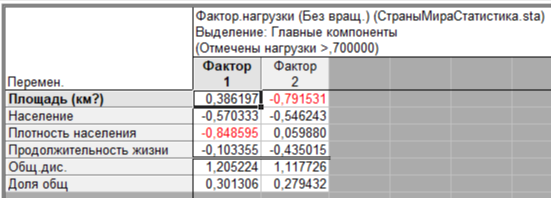 Фактор.нагрузки (Без вращ.) (СтраныМираСтатистика.sta)
Выделение: Главные компоненты
(Отмечены нагрузки >,700000)
Перемен. Фактор 1 Фактор 2
Площадь (км?) 0,386197 -0,791531
Население -0,570333 -0,546243
Плотность населения -0,848595 0,059880
Продолжительность жизни -0,103355 -0,435015
Общ.дис. 1,205224 1,117726
Доля общ 0,301306 0,279432